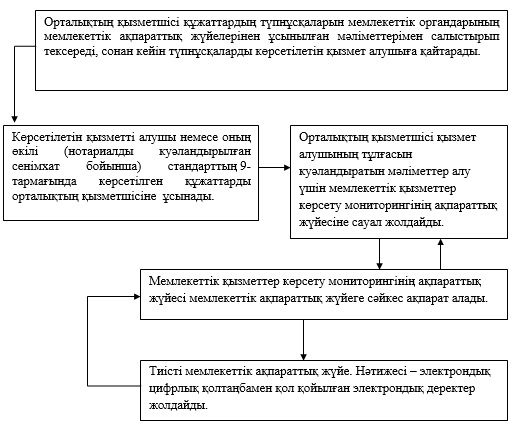 Орталықтың қызметшісі құжаттардың түпнұсқаларын мемлекеттік органдарының
мемлекеттік ақпараттық жүйелерінен ұсынылған мәліметтерімен салыстырып
тексереді, сонан кейін түпнұсқаларды көрсетілетін қызмет алушыға қайтарады.
Көрсетілетін қызметті алушы немесе оның
өкілі (нотариалды куәландырылған
сенімхат бойынша) стандарттың 9-
тармағында көрсетілген құжаттарды
орталықтың қызметшісіне ұсынады.
Орталықтың қызметшісі қызмет
алушының тұлғасын
куәландыратын мәліметтер алу
үшін мемлекеттік қызметтер
көрсету мониторингінің ақпараттық
жүйесіне сауал жолдайды.
Мемлекеттік қызметтер көрсету мониторингінің ақпараттық
жүйесі мемлекеттік ақпараттық жүйеге сәйкес ақпарат алады.
Тиісті мемлекеттік ақпараттық жүйе. Нәтижесі – электрондық
цифрлық қолтаңбамен қол қойылған электрондық деректер
жолдайды.